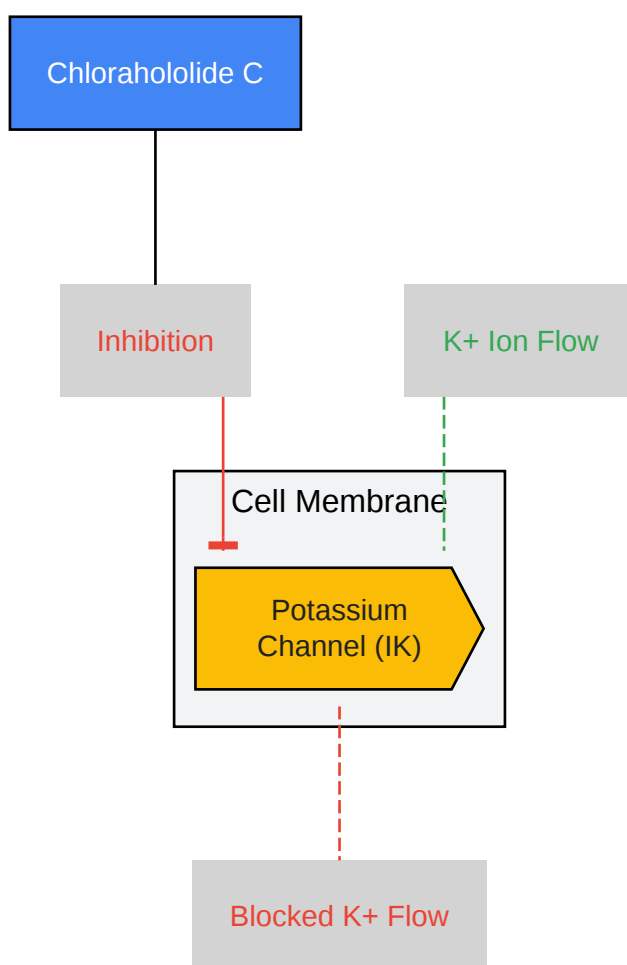 Chlorahololide C
Inhibition
K+ Ion Flow
Cell Membrane
Potassium
Channel (IK)
Blocked K+ Flow